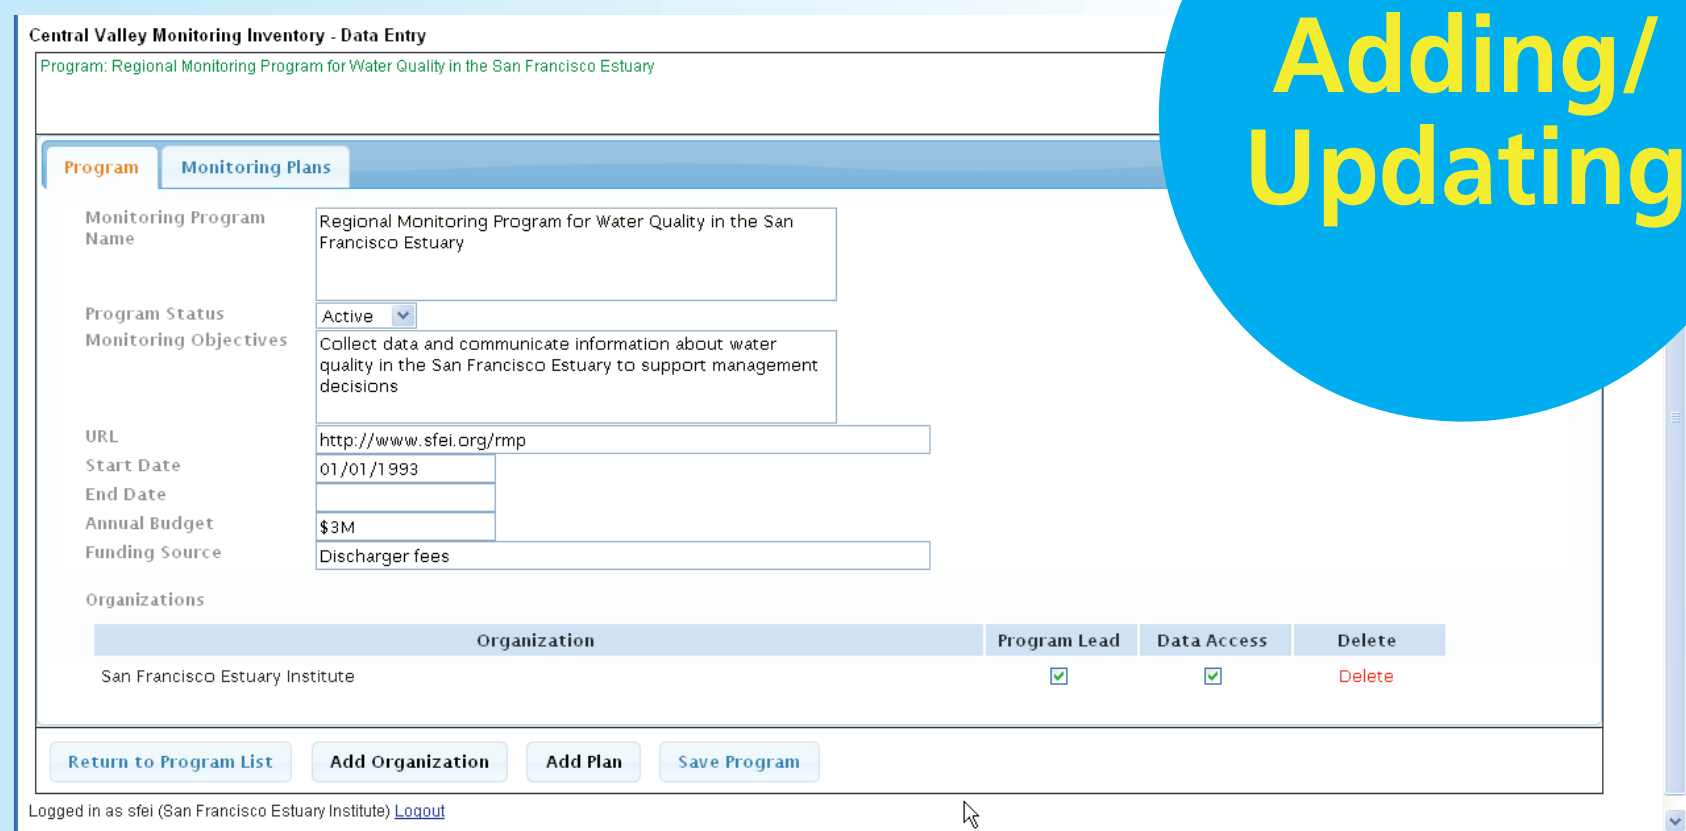 Adding/
Updating
Central Valley Monitoring Inventory - Data Entry
Program: Regional Monitoring Program for Water Quality in the San Francisco Estuary
Program
Monitoring Plans
Monitoring Program
Name
Regional Monitoring Program for Water Quality in the San
Francisco Estuary
Program Status
Active
Monitoring Objectives
Collect data and communicate information about water
quality in the San Francisco Estuary to support management
decisions
URL
http://www.sfei.org/rmp
Start Date
01/01/1993
End Date
Annual Budget
$3M
Funding Source
Discharger fees
Organizations
Organization Program Lead Data Access Delete
San Francisco Estuary Institute Delete
Return to Program List Add Organization Add Plan Save Program
Logged in as sfei (San Francisco Estuary Institute) Logout